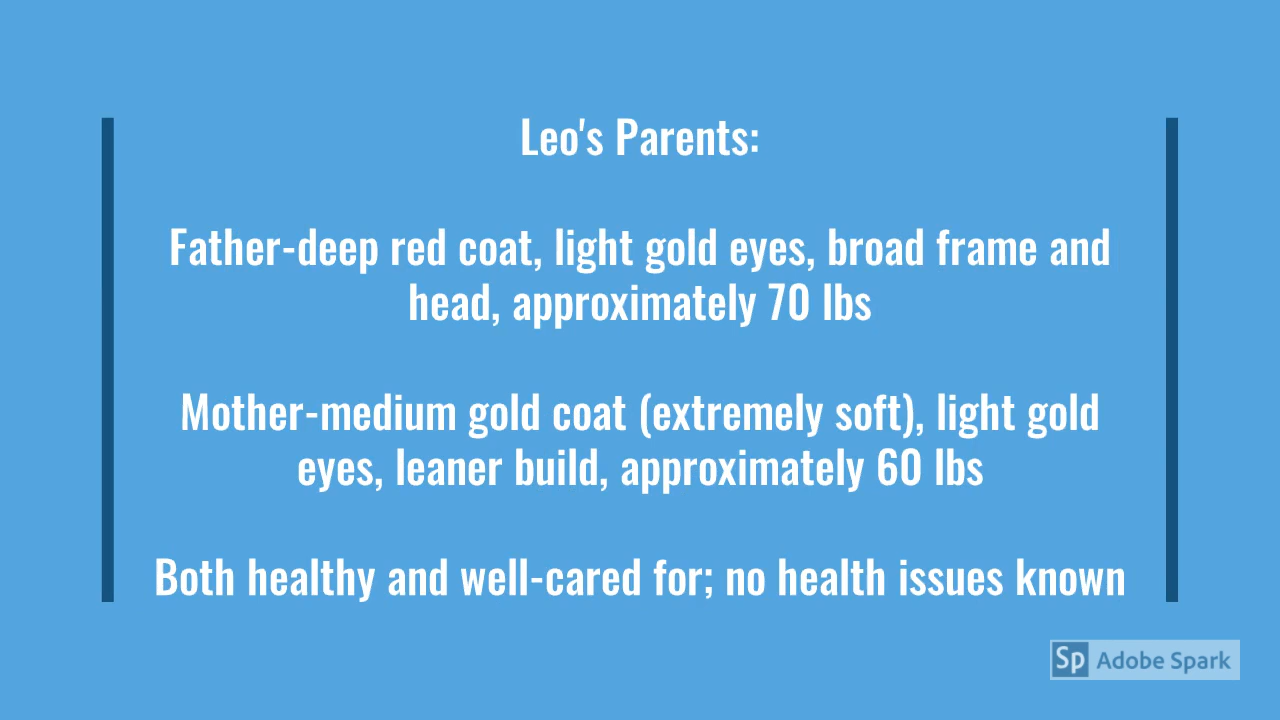 Leo's Parents:
Father-deep red coat, light gold eyes, broad frame and
head, approximately 70 lbs
Mother-medium gold coat (extremely soft), light gold
eyes, leaner build, approximately 60 lbs
Both healthy and well-cared for; no health issues known
Sp Adobe Spark